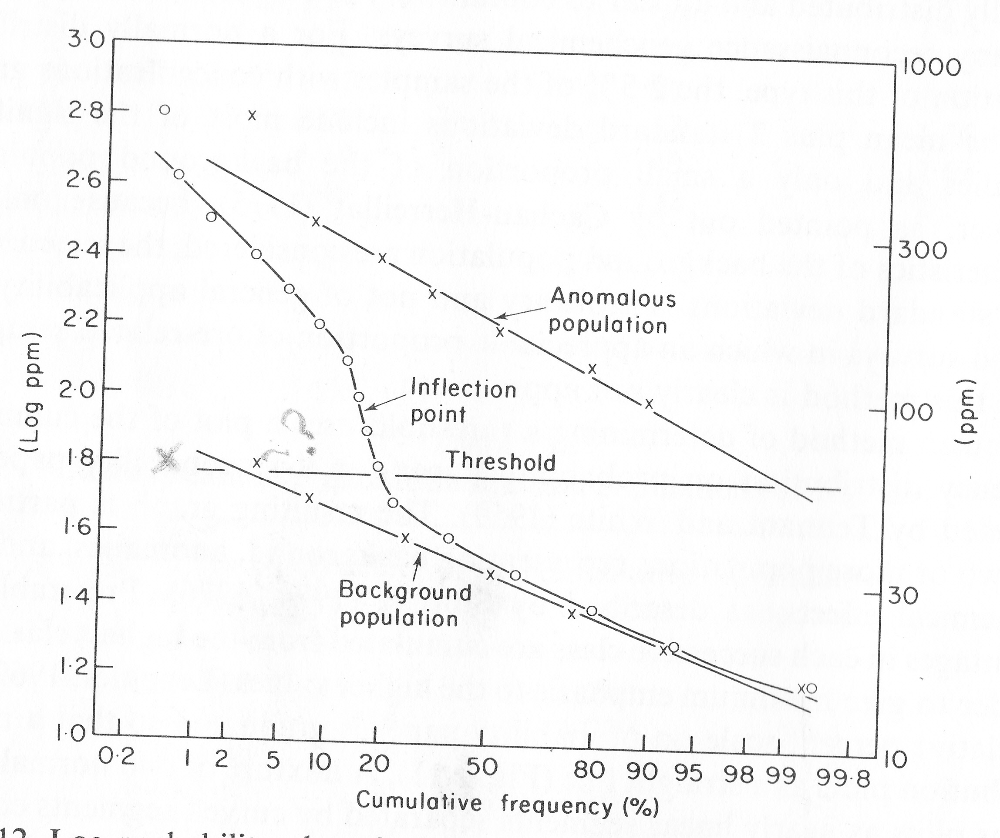 3·0
1000
2·8
2·6
2·4
300
Anomalous
population
2·2
(Log ppm)
2·0
Inflection
point
(ppm)
100
?
1·8
Threshold
1·6
Background
population
1·4
30
1·2
1·0
10
0·2 1 2 5 10 20 50 80 90 95 98 99 99·8
Cumulative frequency (%)